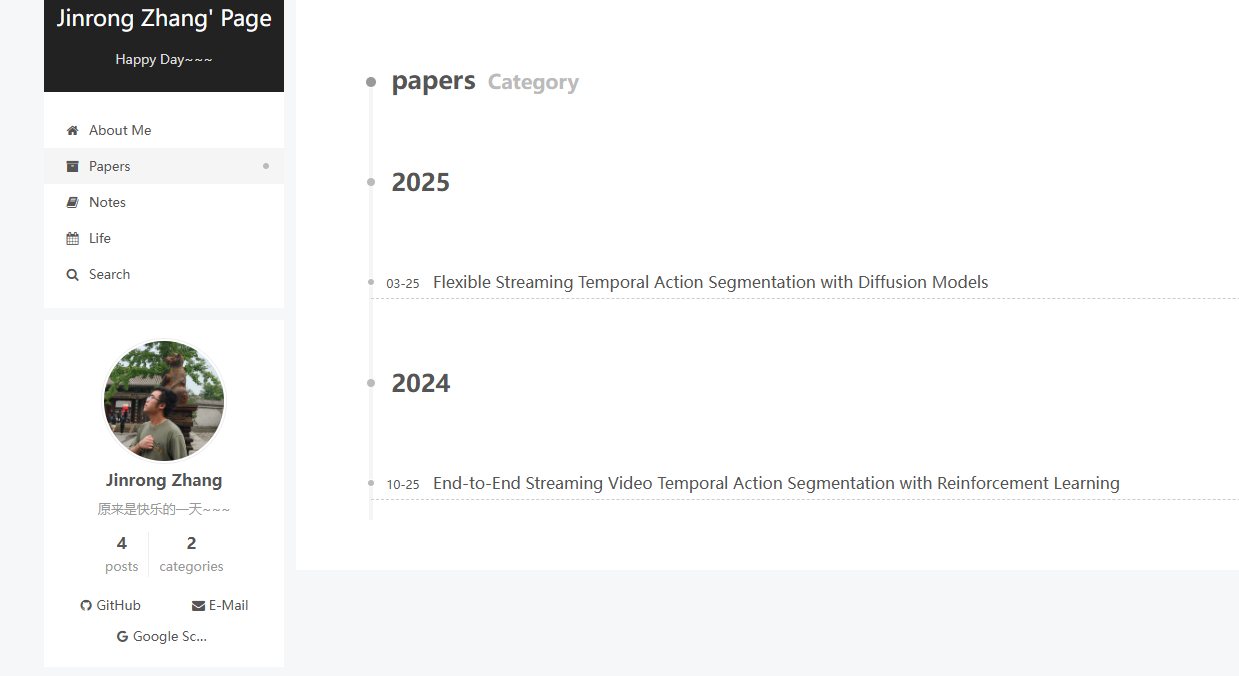 Jinrong Zhang' Page
Happy Day~~~
About Me
Papers
Notes
Life
Search
Jinrong Zhang
原来是快乐的一天~~~
4
posts
2
categories
GitHub
E-Mail
Google Sc...
papers Category
2025
03-25 Flexible Streaming Temporal Action Segmentation with Diffusion Models
2024
10-25 End-to-End Streaming Video Temporal Action Segmentation with Reinforcement Learning